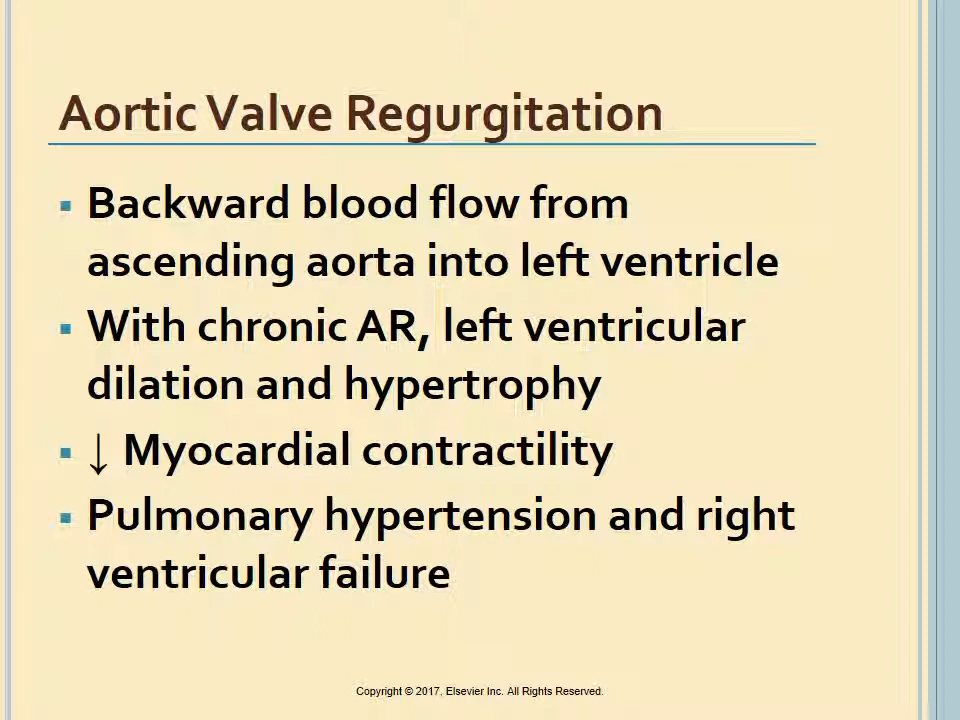 Aortic Valve Regurgitation
▪ Backward blood flow from
ascending aorta into left ventricle
▪ With chronic AR, left ventricular
dilation and hypertrophy
▪ ↓ Myocardial contractility
▪ Pulmonary hypertension and right
ventricular failure
Copyright © 2017, Elsevier Inc. All Rights Reserved.